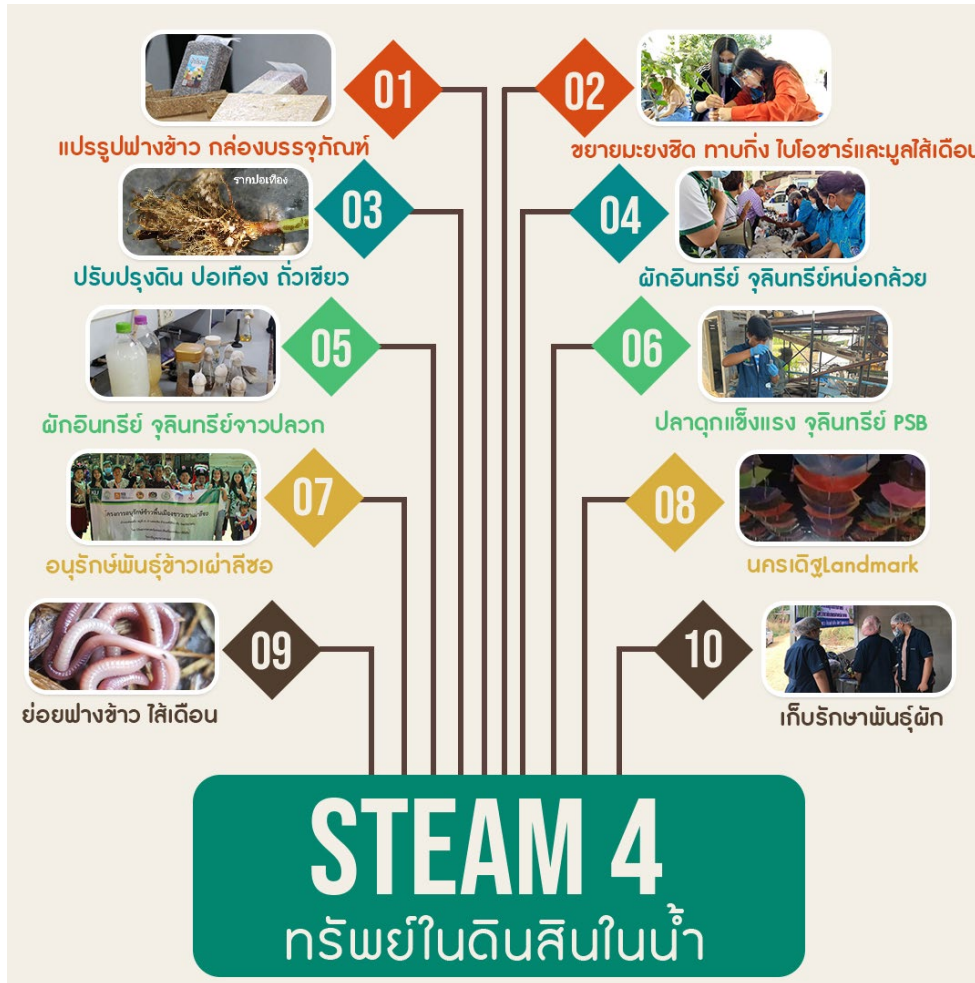 01
02
แปรรูปฟางข้าว กล่องบรรจุภัณฑ์
ขยายมะยงชิด ทาบกิ่ง ไบโอชาร์และมูลไส้เดือน
รากปอเทือง
03
04
ปรับปรุงดิน ปอเทือง ถั่วเขียว
ผักอินทรีย์ จุลินทรีย์หน่อกล้วย
05
06
ผักอินทรีย์ จุลินทรีย์จาวปลวก
ปลาดุกแข็งแรง จุลินทรีย์ PSB
07
08
อนุรักษ์พันธุ์ข้าวเผ่าลีซอ
นครเดิฐLandmark
09
10
ย่อยฟางข้าว ไส้เดือน
เก็บรักษาพันธุ์ผัก
STEAM 4
ทรัพย์ในดินสินในน้ำ